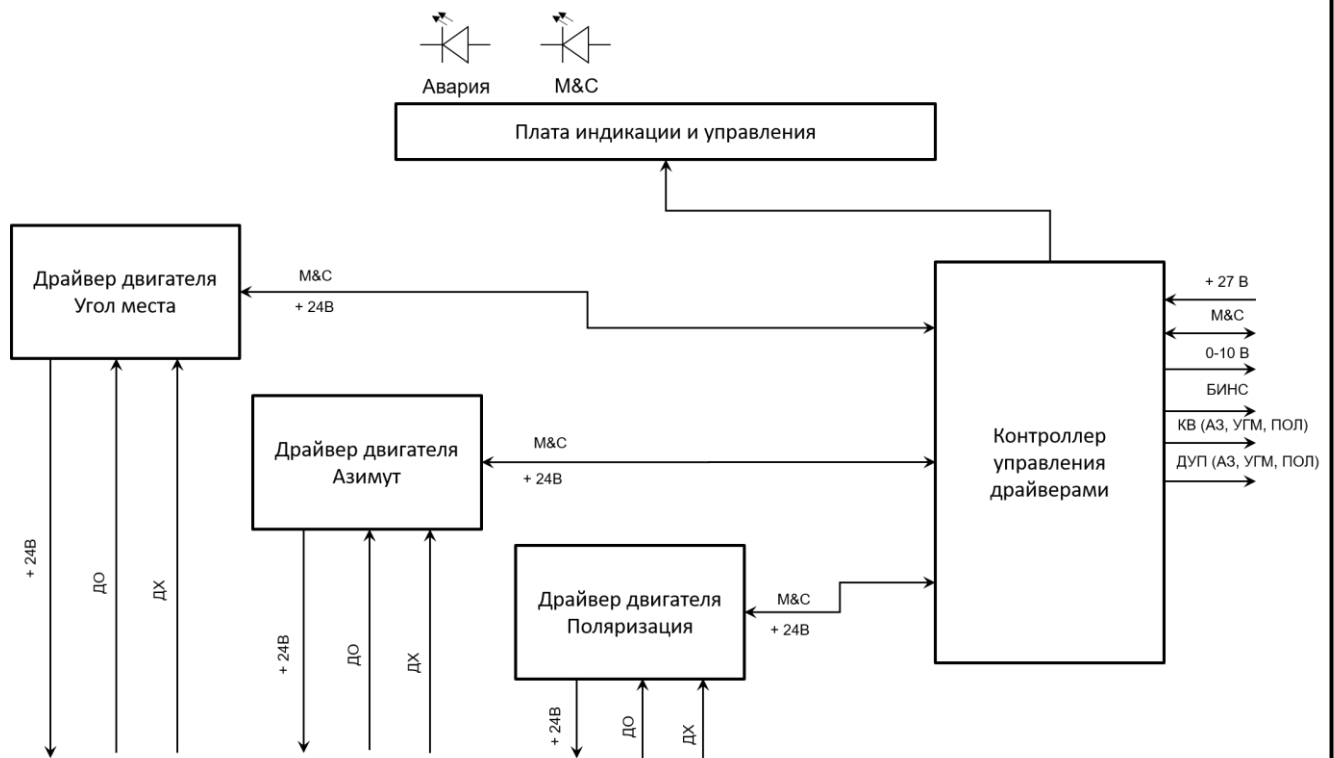 Авария
M&C
Плата индикации и управления
Драйвер двигателя
Угол места
M&C
+ 24В
Драйвер двигателя
Азимут
M&C
+ 24В
Драйвер двигателя
Поляризация
M&C
+ 24В
Контроллер
управления
драйверами
+ 27 В
M&C
0-10 В
БИНС
КВ (АЗ, УГМ, ПОЛ)
ДУП (АЗ, УГМ, ПОЛ)
+ 24В
ДО
ДХ
+ 24В
ДО
ДХ
+ 24В
ДО
ДХ